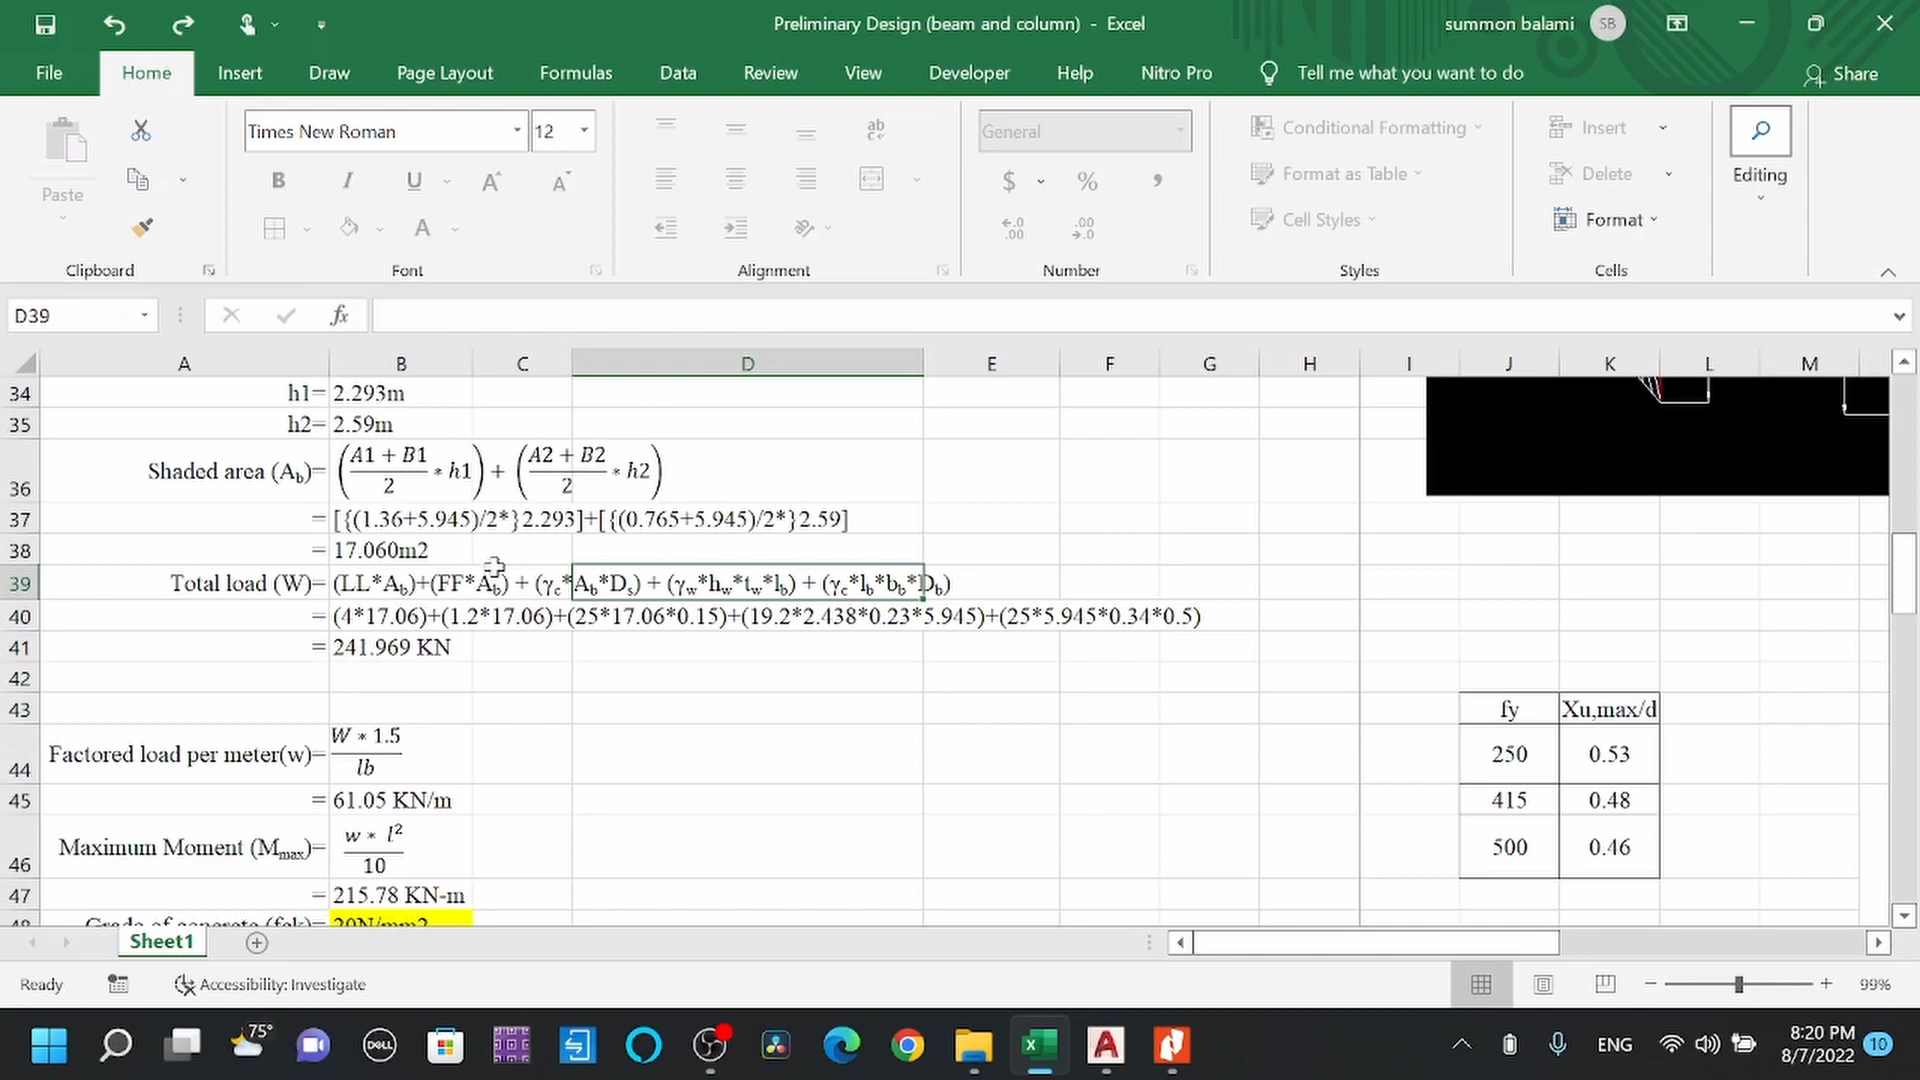 Preliminary Design (beam and column) - Excel
summon balami SB
File Home Insert Draw Page Layout Formulas Data Review View Developer Help Nitro Pro Tell me what you want to do Share
Paste
Clipboard
Times New Roman 12
B I U A A
A
Font
ab
Alignment
General
$ % ,
Number
Conditional Formatting
Format as Table
Cell Styles
Styles
Insert
Delete
Format
Cells
Editing
D39 fx
A B C D E F G H I J K L M
34 h1= 2.293m
35 h2= 2.59m
36 Shaded area (Ab)= ((A1 + B1)/2 * h1) + ((A2 + B2)/2 * h2)
37 = [{(1.36+5.945)/2*}2.293]+[{(0.765+5.945)/2*}2.59]
38 = 17.060m2
39 Total load (W)= (LL*Ab)+(FF*Ab) + (γc*Ab*Ds) + (γw*hw*tw*lb) + (γc*lb*bb*Db)
40 = (4*17.06)+(1.2*17.06)+(25*17.06*0.15)+(19.2*2.438*0.23*5.945)+(25*5.945*0.34*0.5)
41 = 241.969 KN
42
43 fy Xu,max/d
44 Factored load per meter(w)= W * 1.5 / lb 250 0.53
45 = 61.05 KN/m 415 0.48
46 Maximum Moment (Mmax)= w * l² / 10 500 0.46
47 = 215.78 KN-m
48 Grade of concrete (fck)= 20N/mm2
Sheet1
Ready Accessibility: Investigate 99%
75°
DELL
ENG
8:20 PM
8/7/2022 10